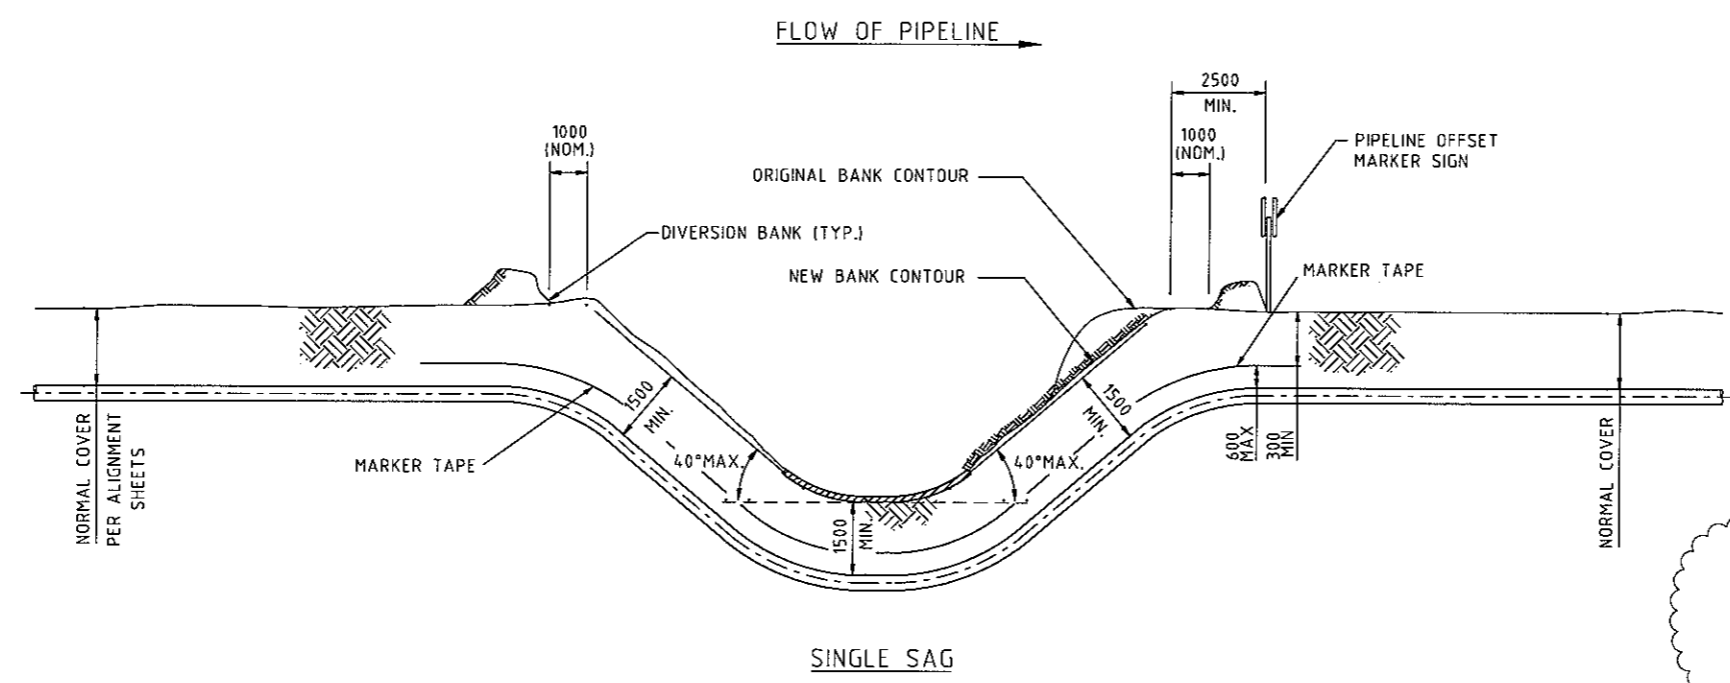 FLOW OF PIPELINE
2500
MIN.
1000
(NOM.)
1000
(NOM.)
PIPELINE OFFSET
MARKER SIGN
ORIGINAL BANK CONTOUR
DIVERSION BANK (TYP.)
NEW BANK CONTOUR
MARKER TAPE
1500
MIN.
1500
MIN.
MARKER TAPE
40°MAX.
40°MAX.
600
MAX
300
MIN
NORMAL COVER
PER ALIGNMENT
SHEETS
1500
MIN.
NORMAL COVER
SINGLE SAG